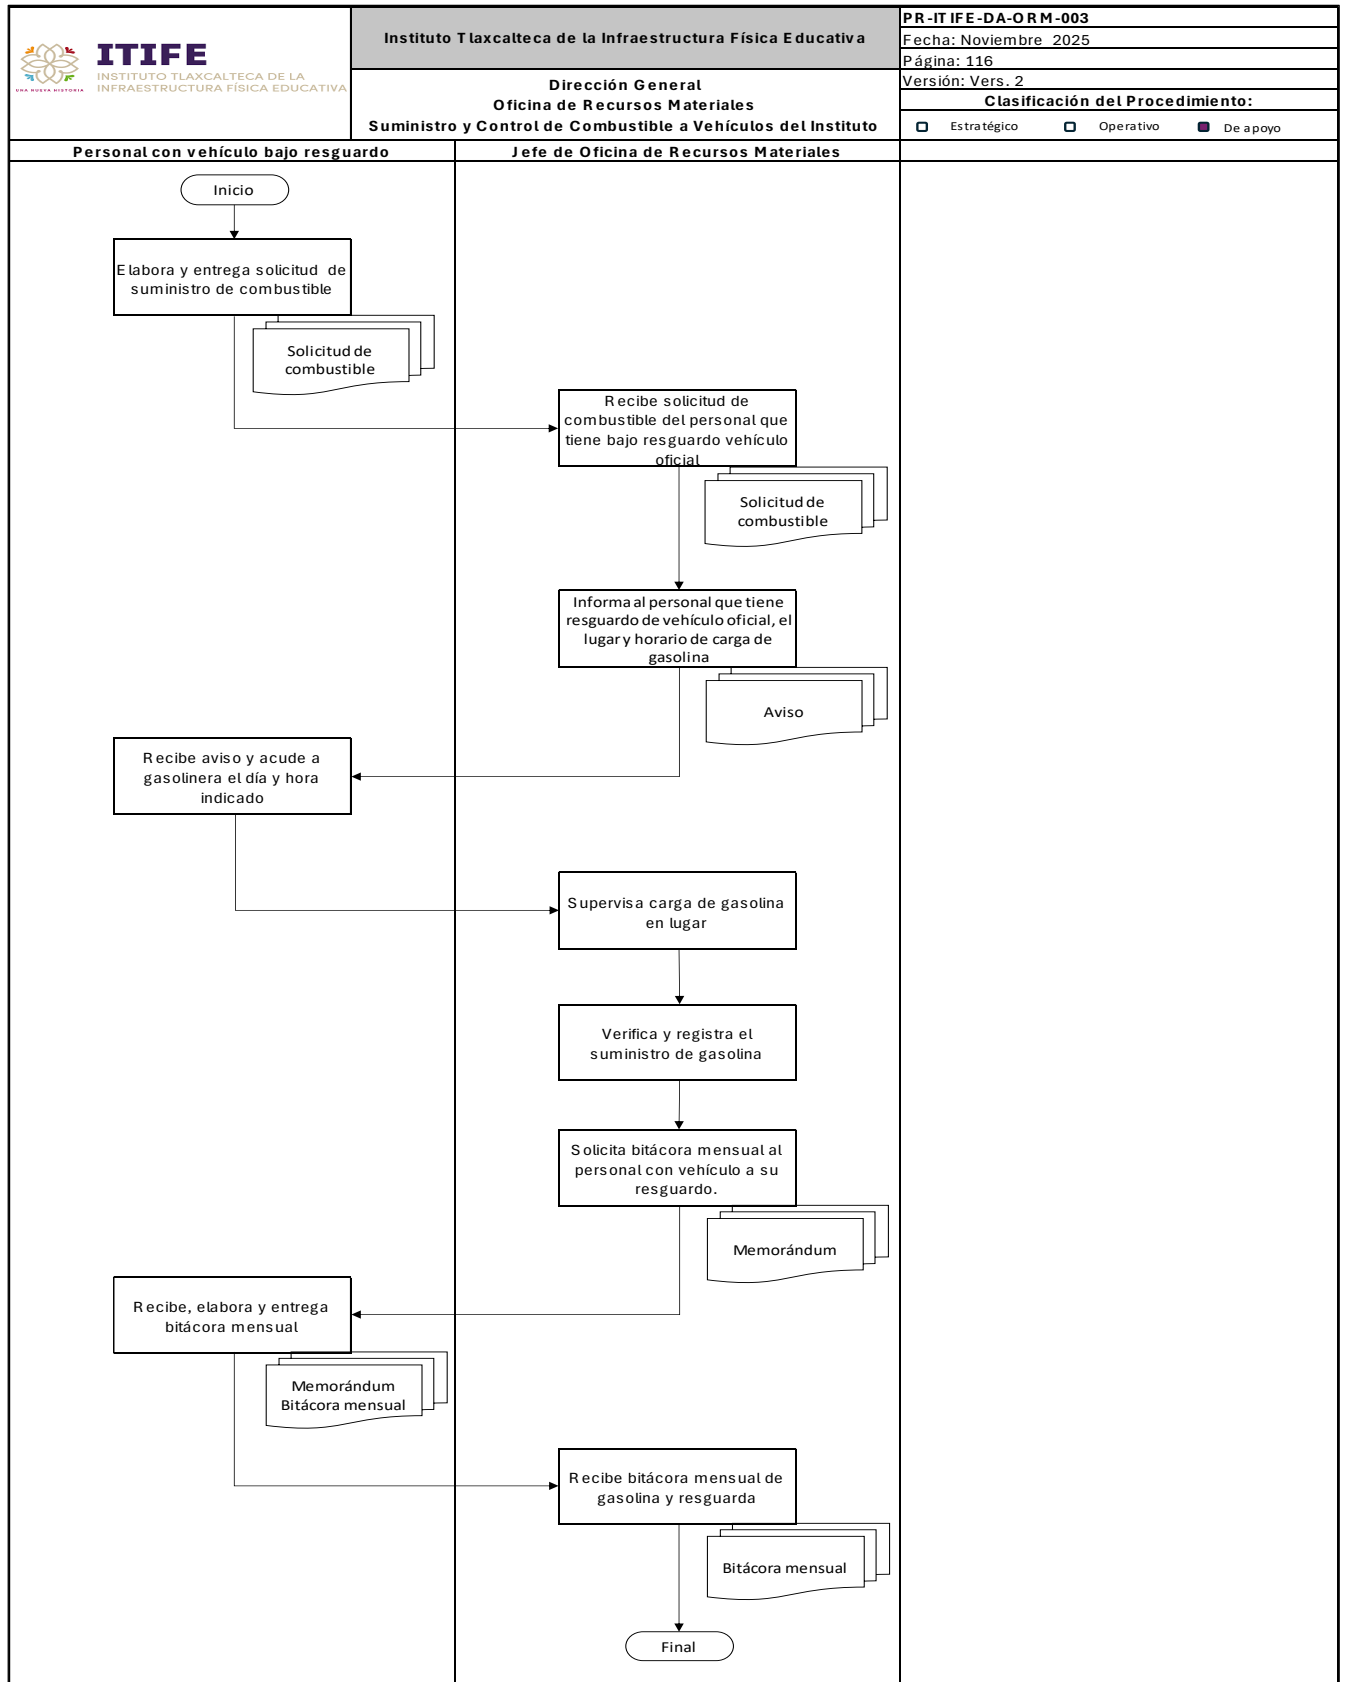 ITIFE
INSTITUTO TLAXCALTECA DE LA
INFRAESTRUCTURA FÍSICA EDUCATIVA
UNA NUEVA HISTORIA
Instituto Tlaxcalteca de la Infraestructura Física Educativa
Dirección General
Oficina de Recursos Materiales
Suministro y Control de Combustible a Vehículos del Instituto
PR-ITIFE-DA-ORM-003
Fecha: Noviembre 2025
Página: 116
Versión: Vers. 2
Clasificación del Procedimiento:
Estratégico Operativo De apoyo
Personal con vehículo bajo resguardo
Jefe de Oficina de Recursos Materiales
Inicio
Elabora y entrega solicitud de
suministro de combustible
Solicitud de
combustible
Recibe solicitud de
combustible del personal que
tiene bajo resguardo vehículo
oficial
Solicitud de
combustible
Informa al personal que tiene
resguardo de vehículo oficial, el
lugar y horario de carga de
gasolina
Aviso
Recibe aviso y acude a
gasolinera el día y hora
indicado
Supervisa carga de gasolina
en lugar
Verifica y registra el
suministro de gasolina
Solicita bitácora mensual al
personal con vehículo a su
resguardo.
Memorándum
Recibe, elabora y entrega
bitácora mensual
Memorándum
Bitácora mensual
Recibe bitácora mensual de
gasolina y resguarda
Bitácora mensual
Final